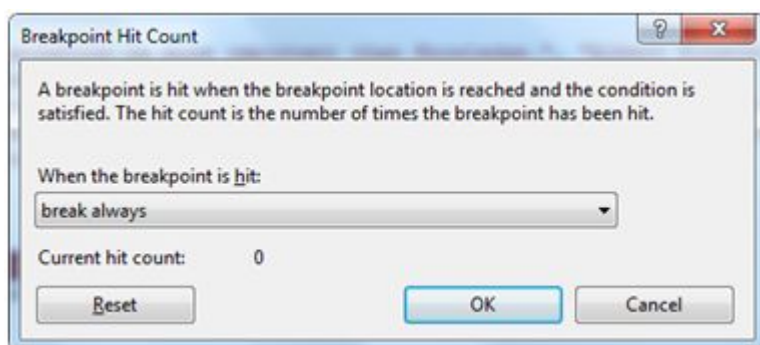 Breakpoint Hit Count
A breakpoint is hit when the breakpoint location is reached and the condition is
satisfied. The hit count is the number of times the breakpoint has been hit.
When the breakpoint is hit:
break always
Current hit count: 0
Reset OK Cancel